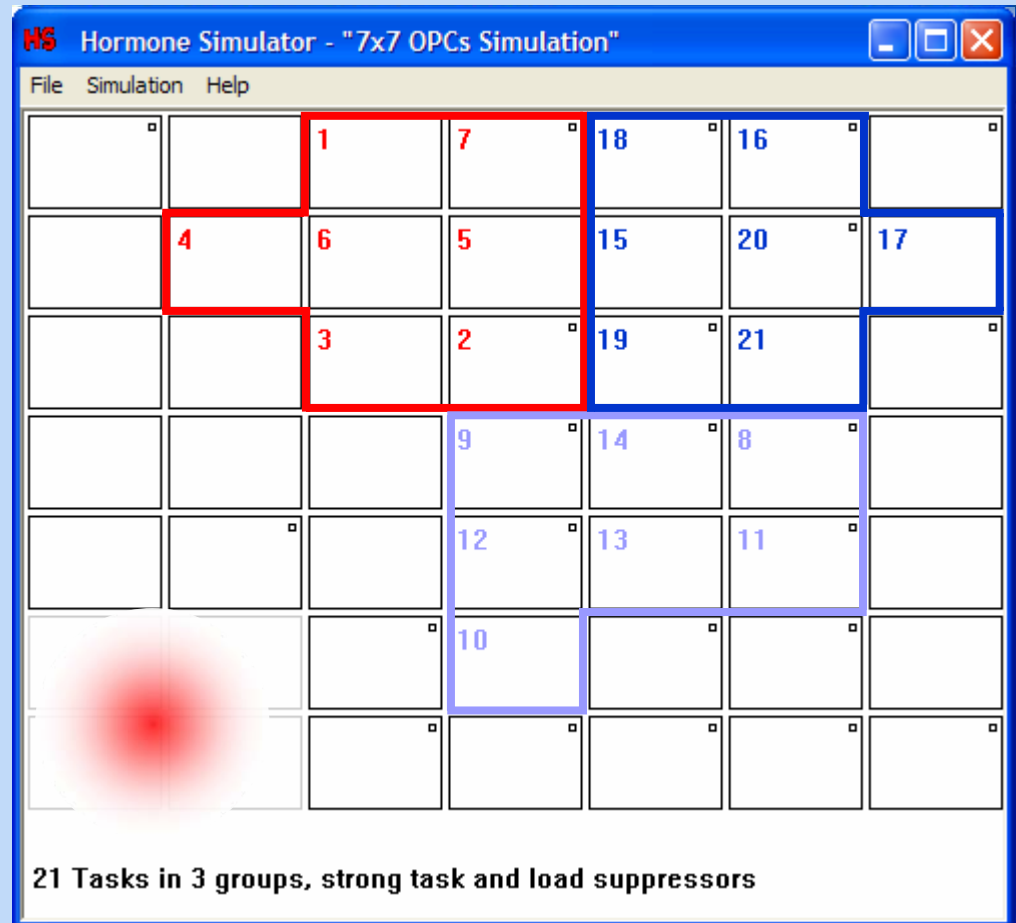 HS Hormone Simulator - "7x7 OPCs Simulation"
File Simulation Help
1 7 18 16
4 6 5 15 20 17
3 2 19 21
9 14 8
12 13 11
10
21 Tasks in 3 groups, strong task and load suppressors